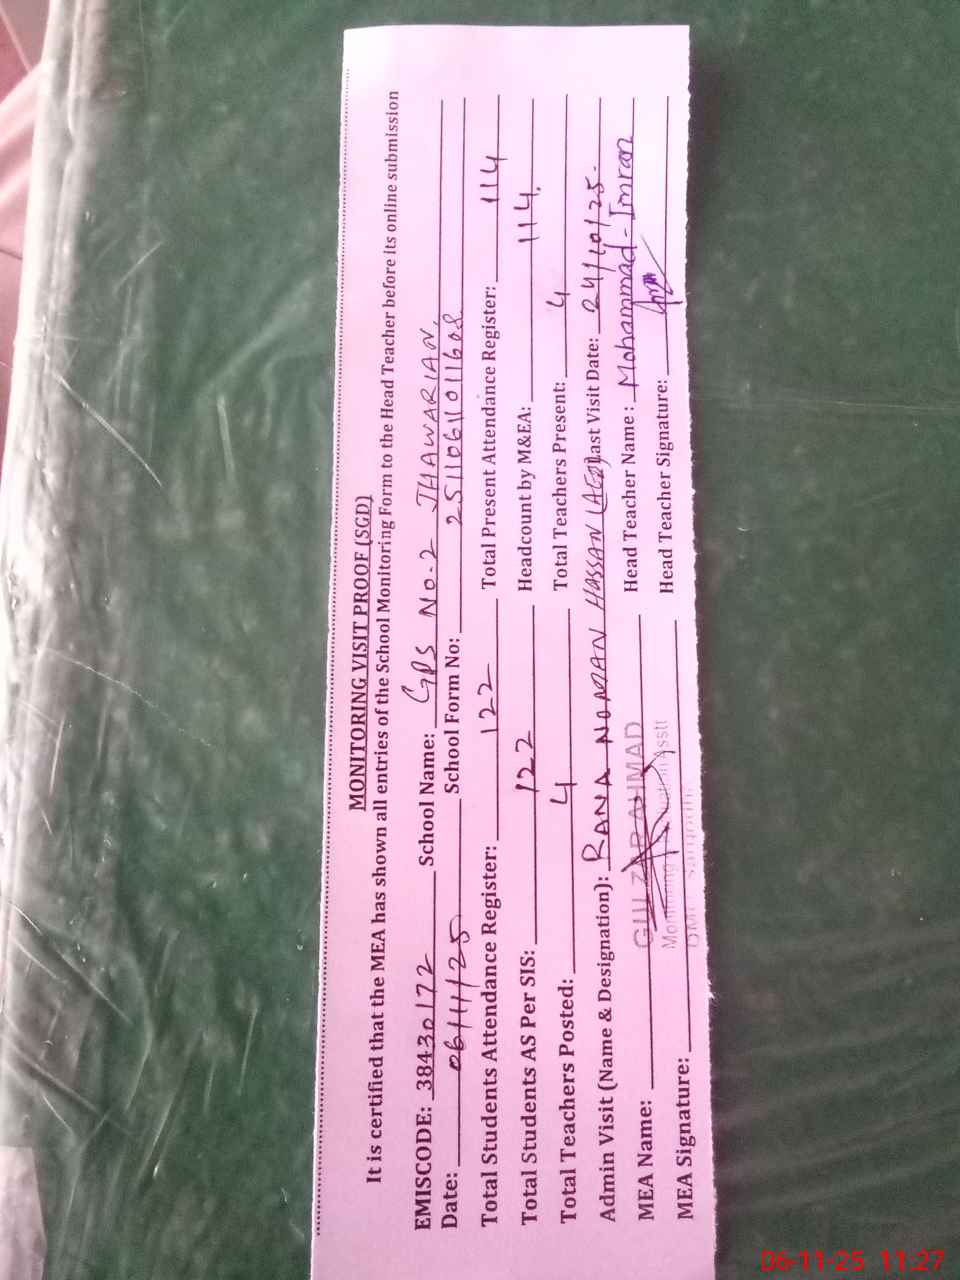 MONITORING VISIT PROOF (SGD)
It is certified that the MEA has shown all entries of the School Monitoring Form to the Head Teacher before its online submission
EMISCODE: 38430172 School Name: GPS No-2 JHAWARIAN,
Date: 06/11/25 School Form No: 25110611011608
Total Students Attendance Register: 122 Total Present Attendance Register: 114
Total Students AS Per SIS: 122 Headcount by M&EA: 114.
Total Teachers Posted: 4 Total Teachers Present: 4
Admin Visit (Name & Designation): RANA NOMAN HASSAN (AEO) Last Visit Date: 24/10/25-
MEA Name: GULZAR AHMAD Head Teacher Name: Mohammad-Imran
Monitoring Asstt
MEA Signature: Head Teacher Signature:
06-11-25 11:27